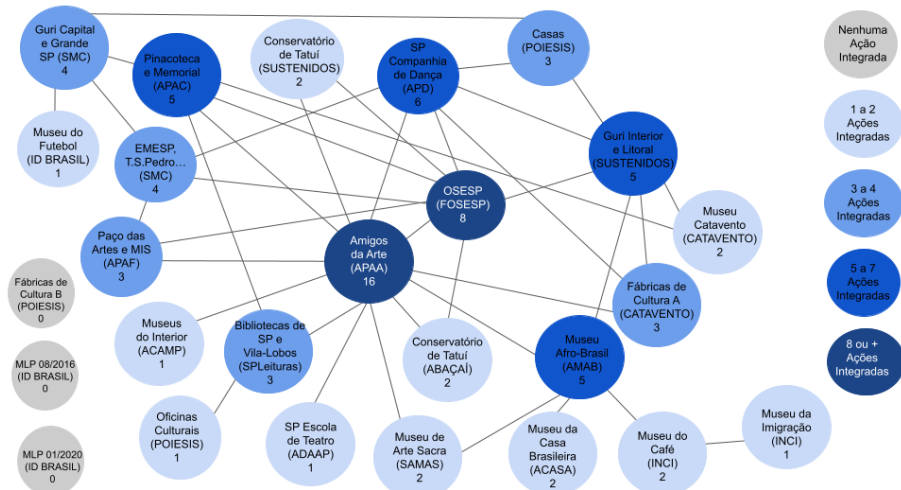 Guri Capital
e Grande
SP (SMC)
4
Pinacoteca
e Memorial
(APAC)
5
Conservatório
de Tatuí
(SUSTENIDOS)
2
SP
Companhia
de Dança
(APD)
6
Casas
(POIESIS)
3
Nenhuma
Ação
Integrada
Museu do
Futebol
(ID BRASIL)
1
EMESP,
T.S.Pedro...
(SMC)
4
Guri Interior
e Litoral
(SUSTENIDOS)
5
1 a 2
Ações
Integradas
OSESP
(FOSESP)
8
Museu
Catavento
(CATAVENTO)
2
3 a 4
Ações
Integradas
Paço das
Artes e MIS
(APAF)
3
Amigos
da Arte
(APAA)
16
Fábricas de
Cultura B
(POIESIS)
0
Fábricas de
Cultura A
(CATAVENTO)
3
5 a 7
Ações
Integradas
Museus
do Interior
(ACAMP)
1
Bibliotecas de
SP e
Vila-Lobos
(SPLeituras)
3
Conservatório
de Tatuí
(ABAÇAÍ)
2
Museu
Afro-Brasil
(AMAB)
5
8 ou +
Ações
Integradas
MLP 08/2016
(ID BRASIL)
0
Oficinas
Culturais
(POIESIS)
1
SP Escola
de Teatro
(ADAAP)
1
Museu de
Arte Sacra
(SAMAS)
2
Museu da
Casa
Brasileira
(ACASA)
2
Museu do
Café
(INCI)
2
Museu da
Imigração
(INCI)
1
MLP 01/2020
(ID BRASIL)
0